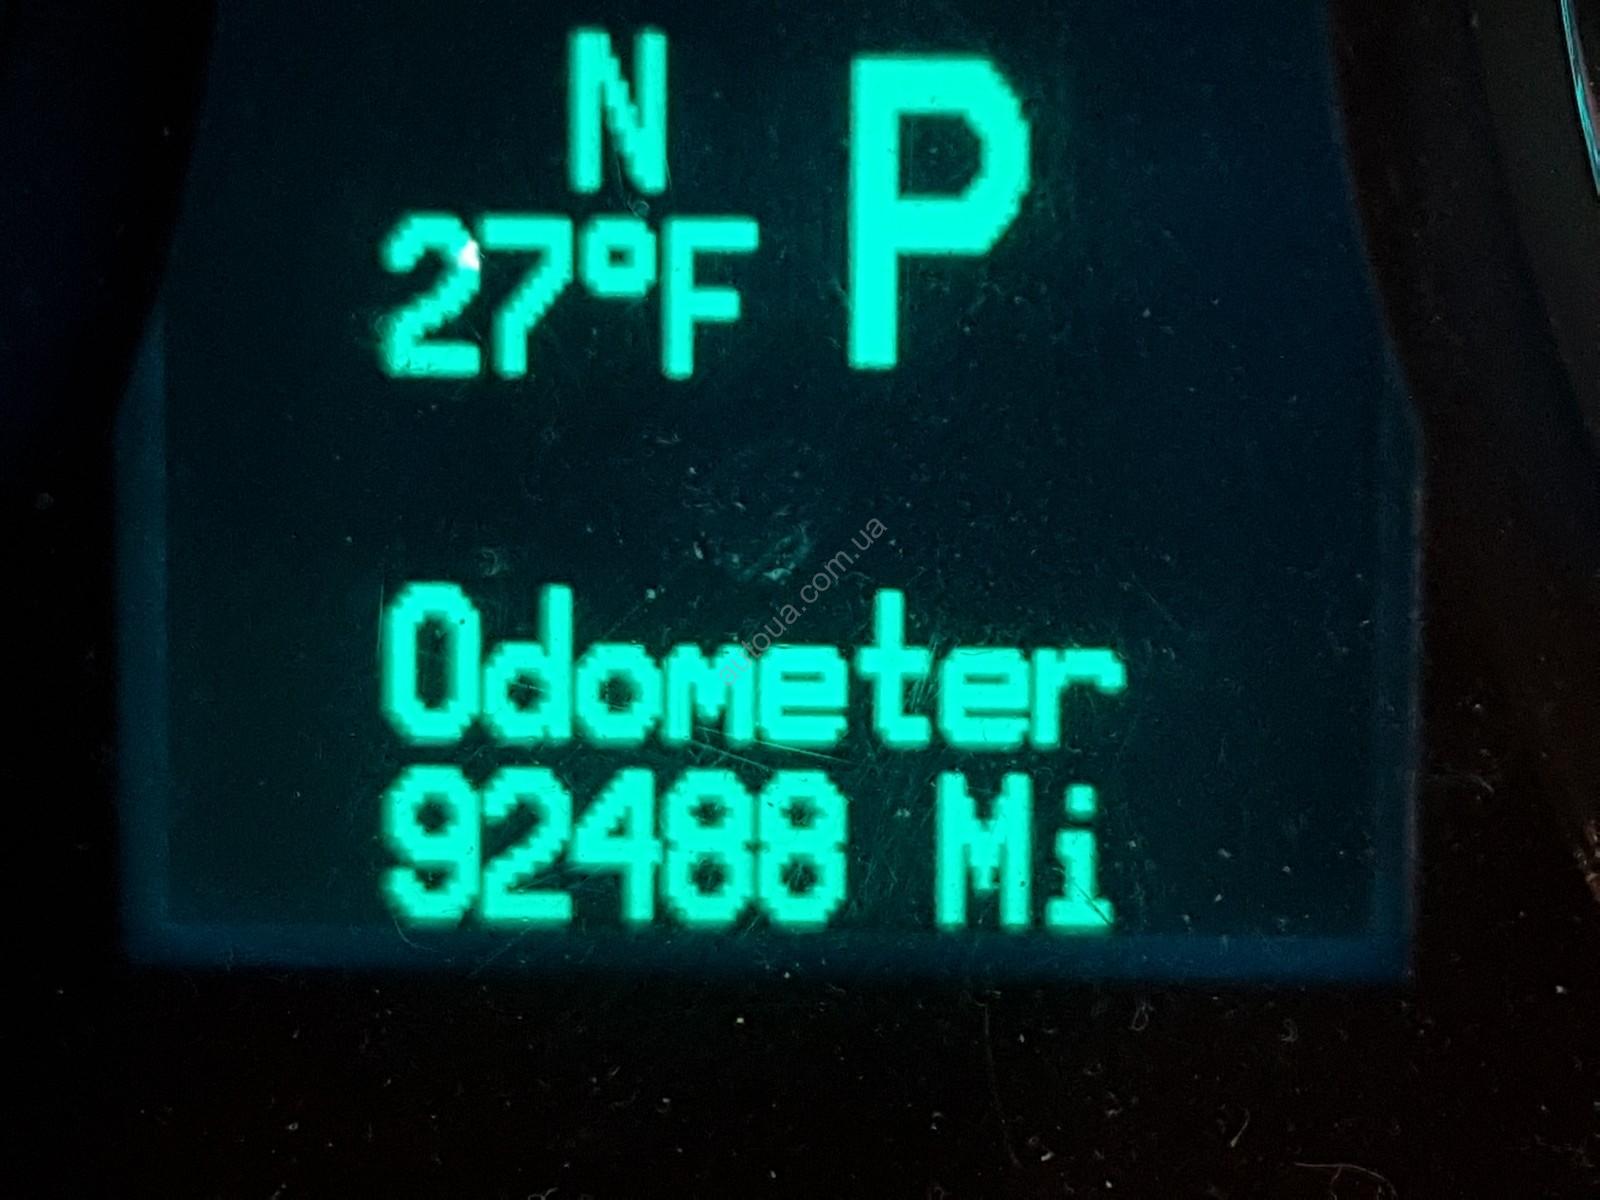 N
P
27°F
Odometer
92488 Mi
autoua.com.ua